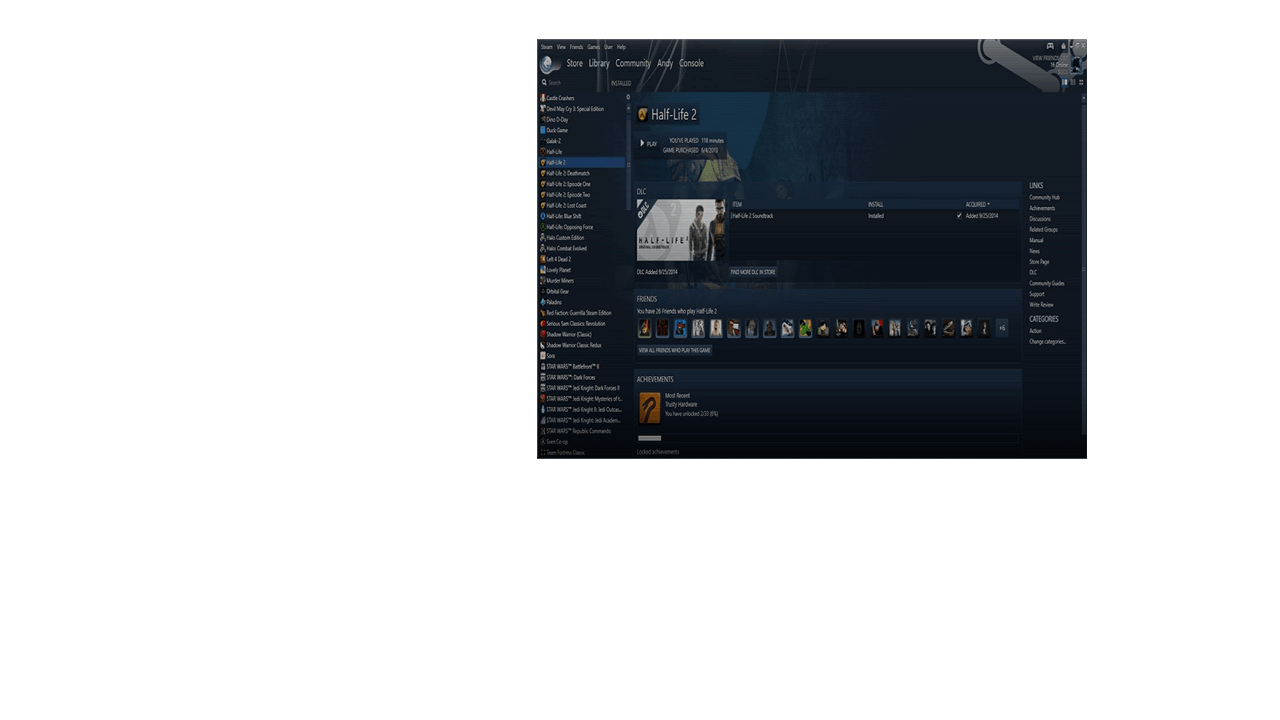 Steam View Friends Games User Help
Store Library Community Andy Console
VIEW FRIENDS LIST
16 Online
Search
INSTALLED
Castle Crashers
Devil May Cry 3: Special Edition
Dino D-Day
Duck Game
Galak-Z
Half-Life
Half-Life 2
Half-Life 2: Deathmatch
Half-Life 2: Episode One
Half-Life 2: Episode Two
Half-Life 2: Lost Coast
Half-Life: Blue Shift
Half-Life: Opposing Force
Halo Custom Edition
Halo Combat Evolved
Left 4 Dead 2
Lovely Planet
Murder Miners
Orbital Gear
Paladins
Red Faction: Guerrilla Steam Edition
Serious Sam Classics: Revolution
Shadow Warrior (Classic)
Shadow Warrior Classic Redux
Sora
STAR WARS™ Battlefront™ II
STAR WARS™: Dark Forces
STAR WARS™ Jedi Knight: Dark Forces II
STAR WARS™ Jedi Knight: Mysteries of t...
STAR WARS™ Jedi Knight II: Jedi Outcas...
STAR WARS™ Jedi Knight: Jedi Academ...
STAR WARS™ Republic Commando
Sven Co-op
Team Fortress Classic
Half-Life 2
PLAY
YOU'VE PLAYED 118 minutes
GAME PURCHASED 6/4/2013
DLC
DLC
HALF-LIFE 2
ORIGINAL SOUNDTRACK
DLC Added 9/25/2014
ITEM INSTALL ACQUIRED
Half-Life 2 Soundtrack Installed Added 9/25/2014
FIND MORE DLC IN STORE
FRIENDS
You have 26 Friends who play Half-Life 2
+6
VIEW ALL FRIENDS WHO PLAY THIS GAME
ACHIEVEMENTS
Most Recent
Trusty Hardware
You have unlocked 2/33 (6%)
Locked achievements
LINKS
Community Hub
Achievements
Discussions
Related Groups
Manual
News
Store Page
DLC
Community Guides
Support
Write Review
CATEGORIES
Action
Change categories...